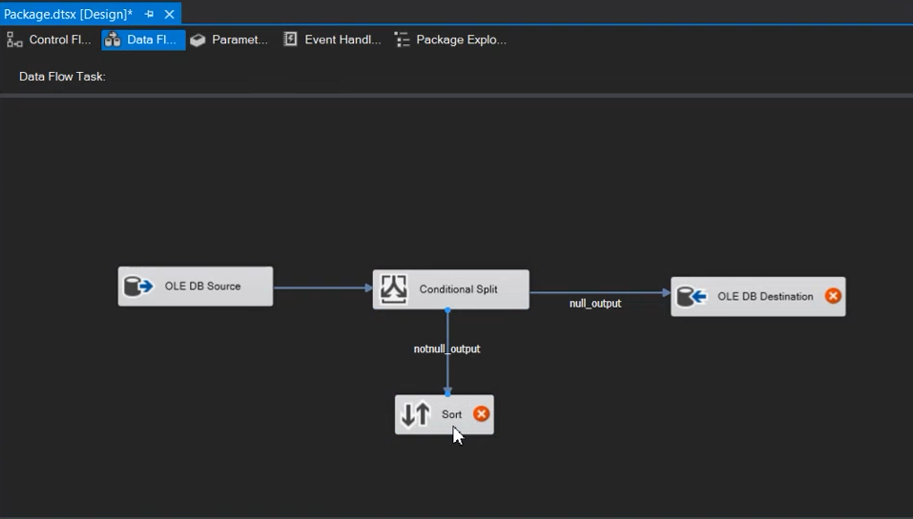 Package.dtsx [Design]*
Control Fl... Data Fl... Paramet... Event Handl... Package Explo...
Data Flow Task:
OLE DB Source
Conditional Split
null_output
OLE DB Destination
notnull_output
Sort